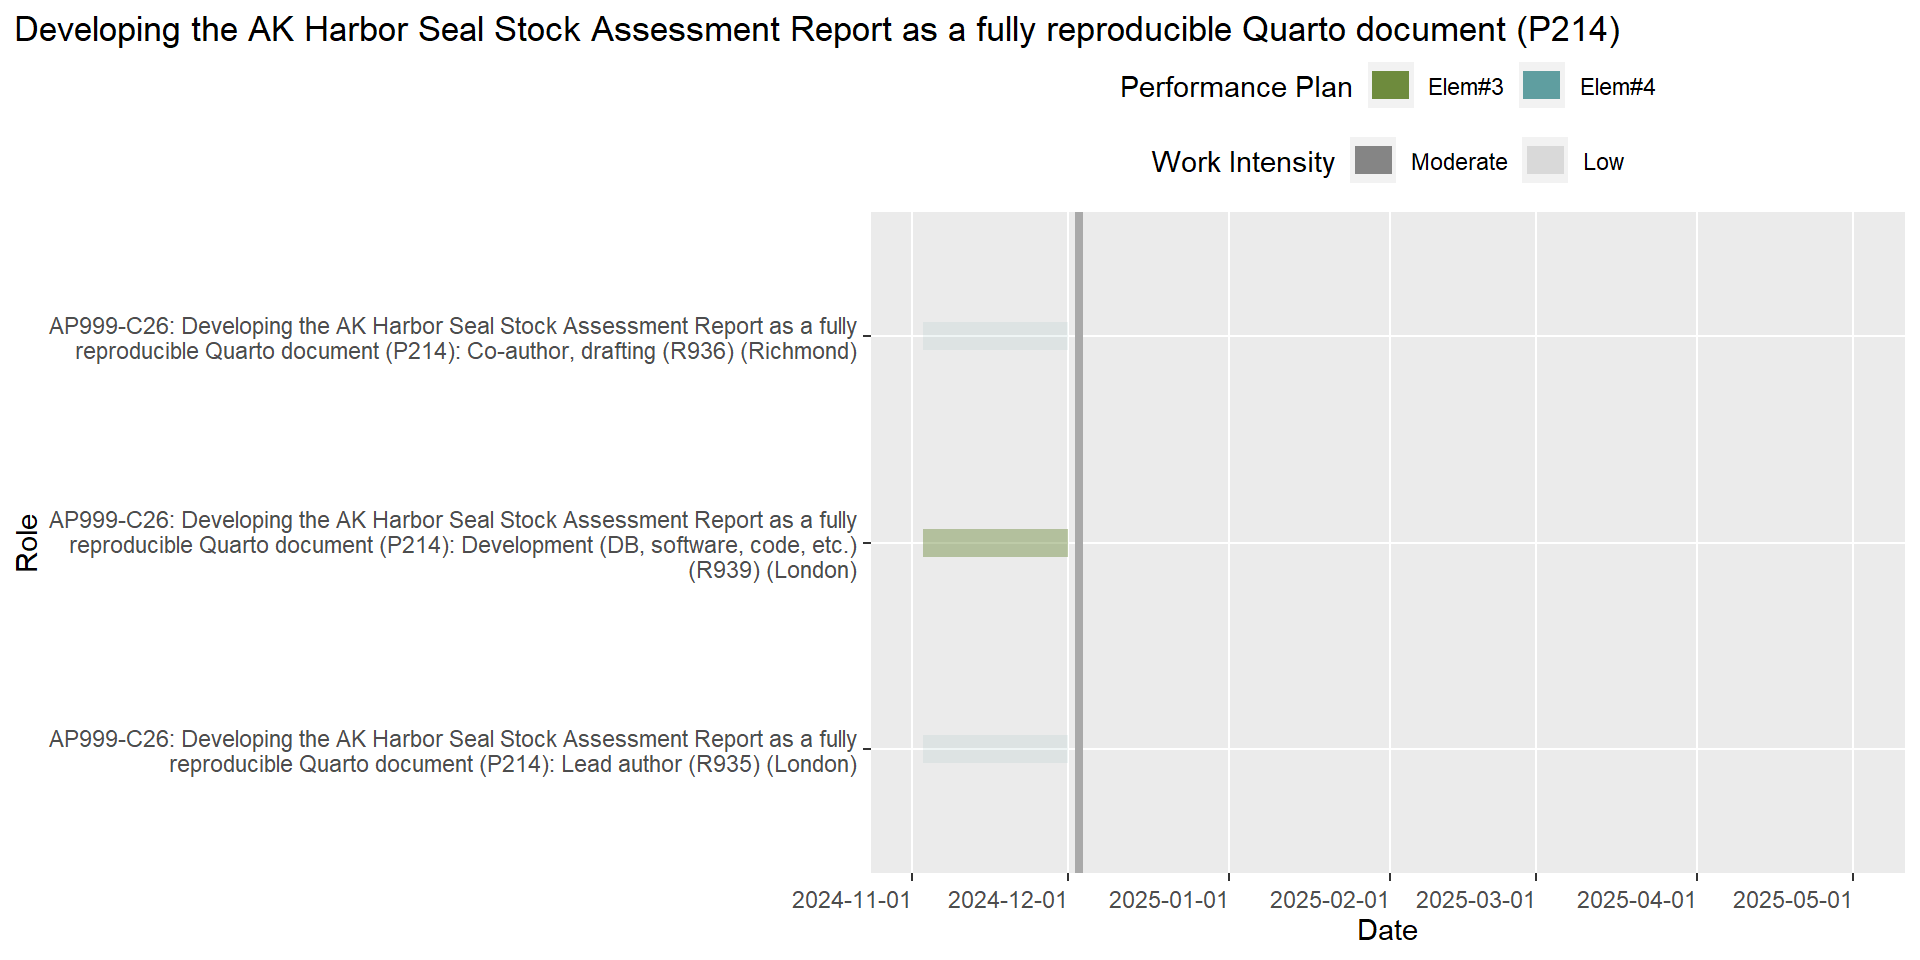 Developing the AK Harbor Seal Stock Assessment Report as a fully reproducible Quarto document (P214)
Performance Plan Elem#3 Elem#4
Work Intensity Moderate Low
AP999-C26: Developing the AK Harbor Seal Stock Assessment Report as a fully
reproducible Quarto document (P214): Co-author, drafting (R936) (Richmond)
Role
AP999-C26: Developing the AK Harbor Seal Stock Assessment Report as a fully
reproducible Quarto document (P214): Development (DB, software, code, etc.)
(R939) (London)
AP999-C26: Developing the AK Harbor Seal Stock Assessment Report as a fully
reproducible Quarto document (P214): Lead author (R935) (London)
2024-11-01 2024-12-01 2025-01-01 2025-02-01 2025-03-01 2025-04-01 2025-05-01
Date